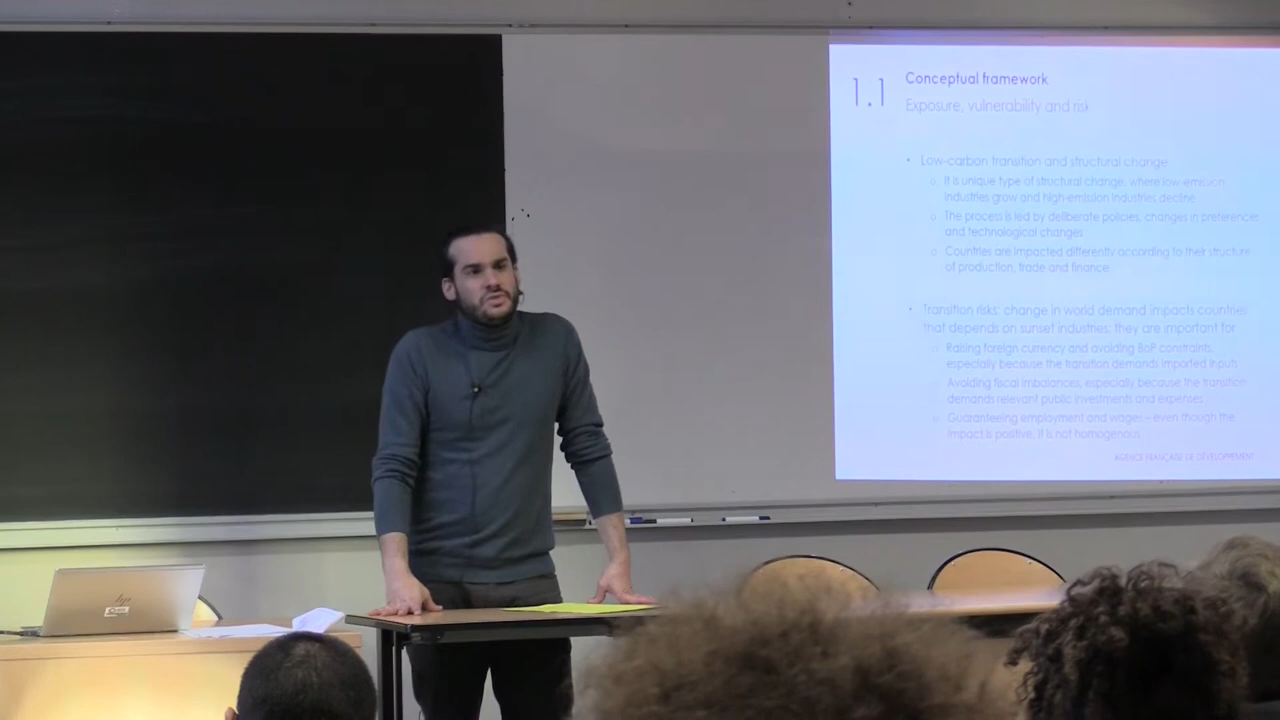 1.1
Conceptual framework
Exposure, vulnerability and risk
• Low-carbon transition and structural change
o It is unique type of structural change, where low-emission
industries grow and high-emission industries decline
o The process is led by deliberate policies, changes in preferences
and technological changes
o Countries are impacted differently according to their structure
of production, trade and finance
• Transition risks: change in world demand impacts countries
that depends on sunset industries; they are important for
o Raising foreign currency and avoiding BoP constraints,
especially because the transition demands imported inputs
Avoiding fiscal imbalances, especially because the transition
demands relevant public investments and expenses
o Guaranteeing employment and wages – even though the
impact is positive, it is not homogenous
AGENCE FRANÇAISE DE DÉVELOPPEMENT
hp